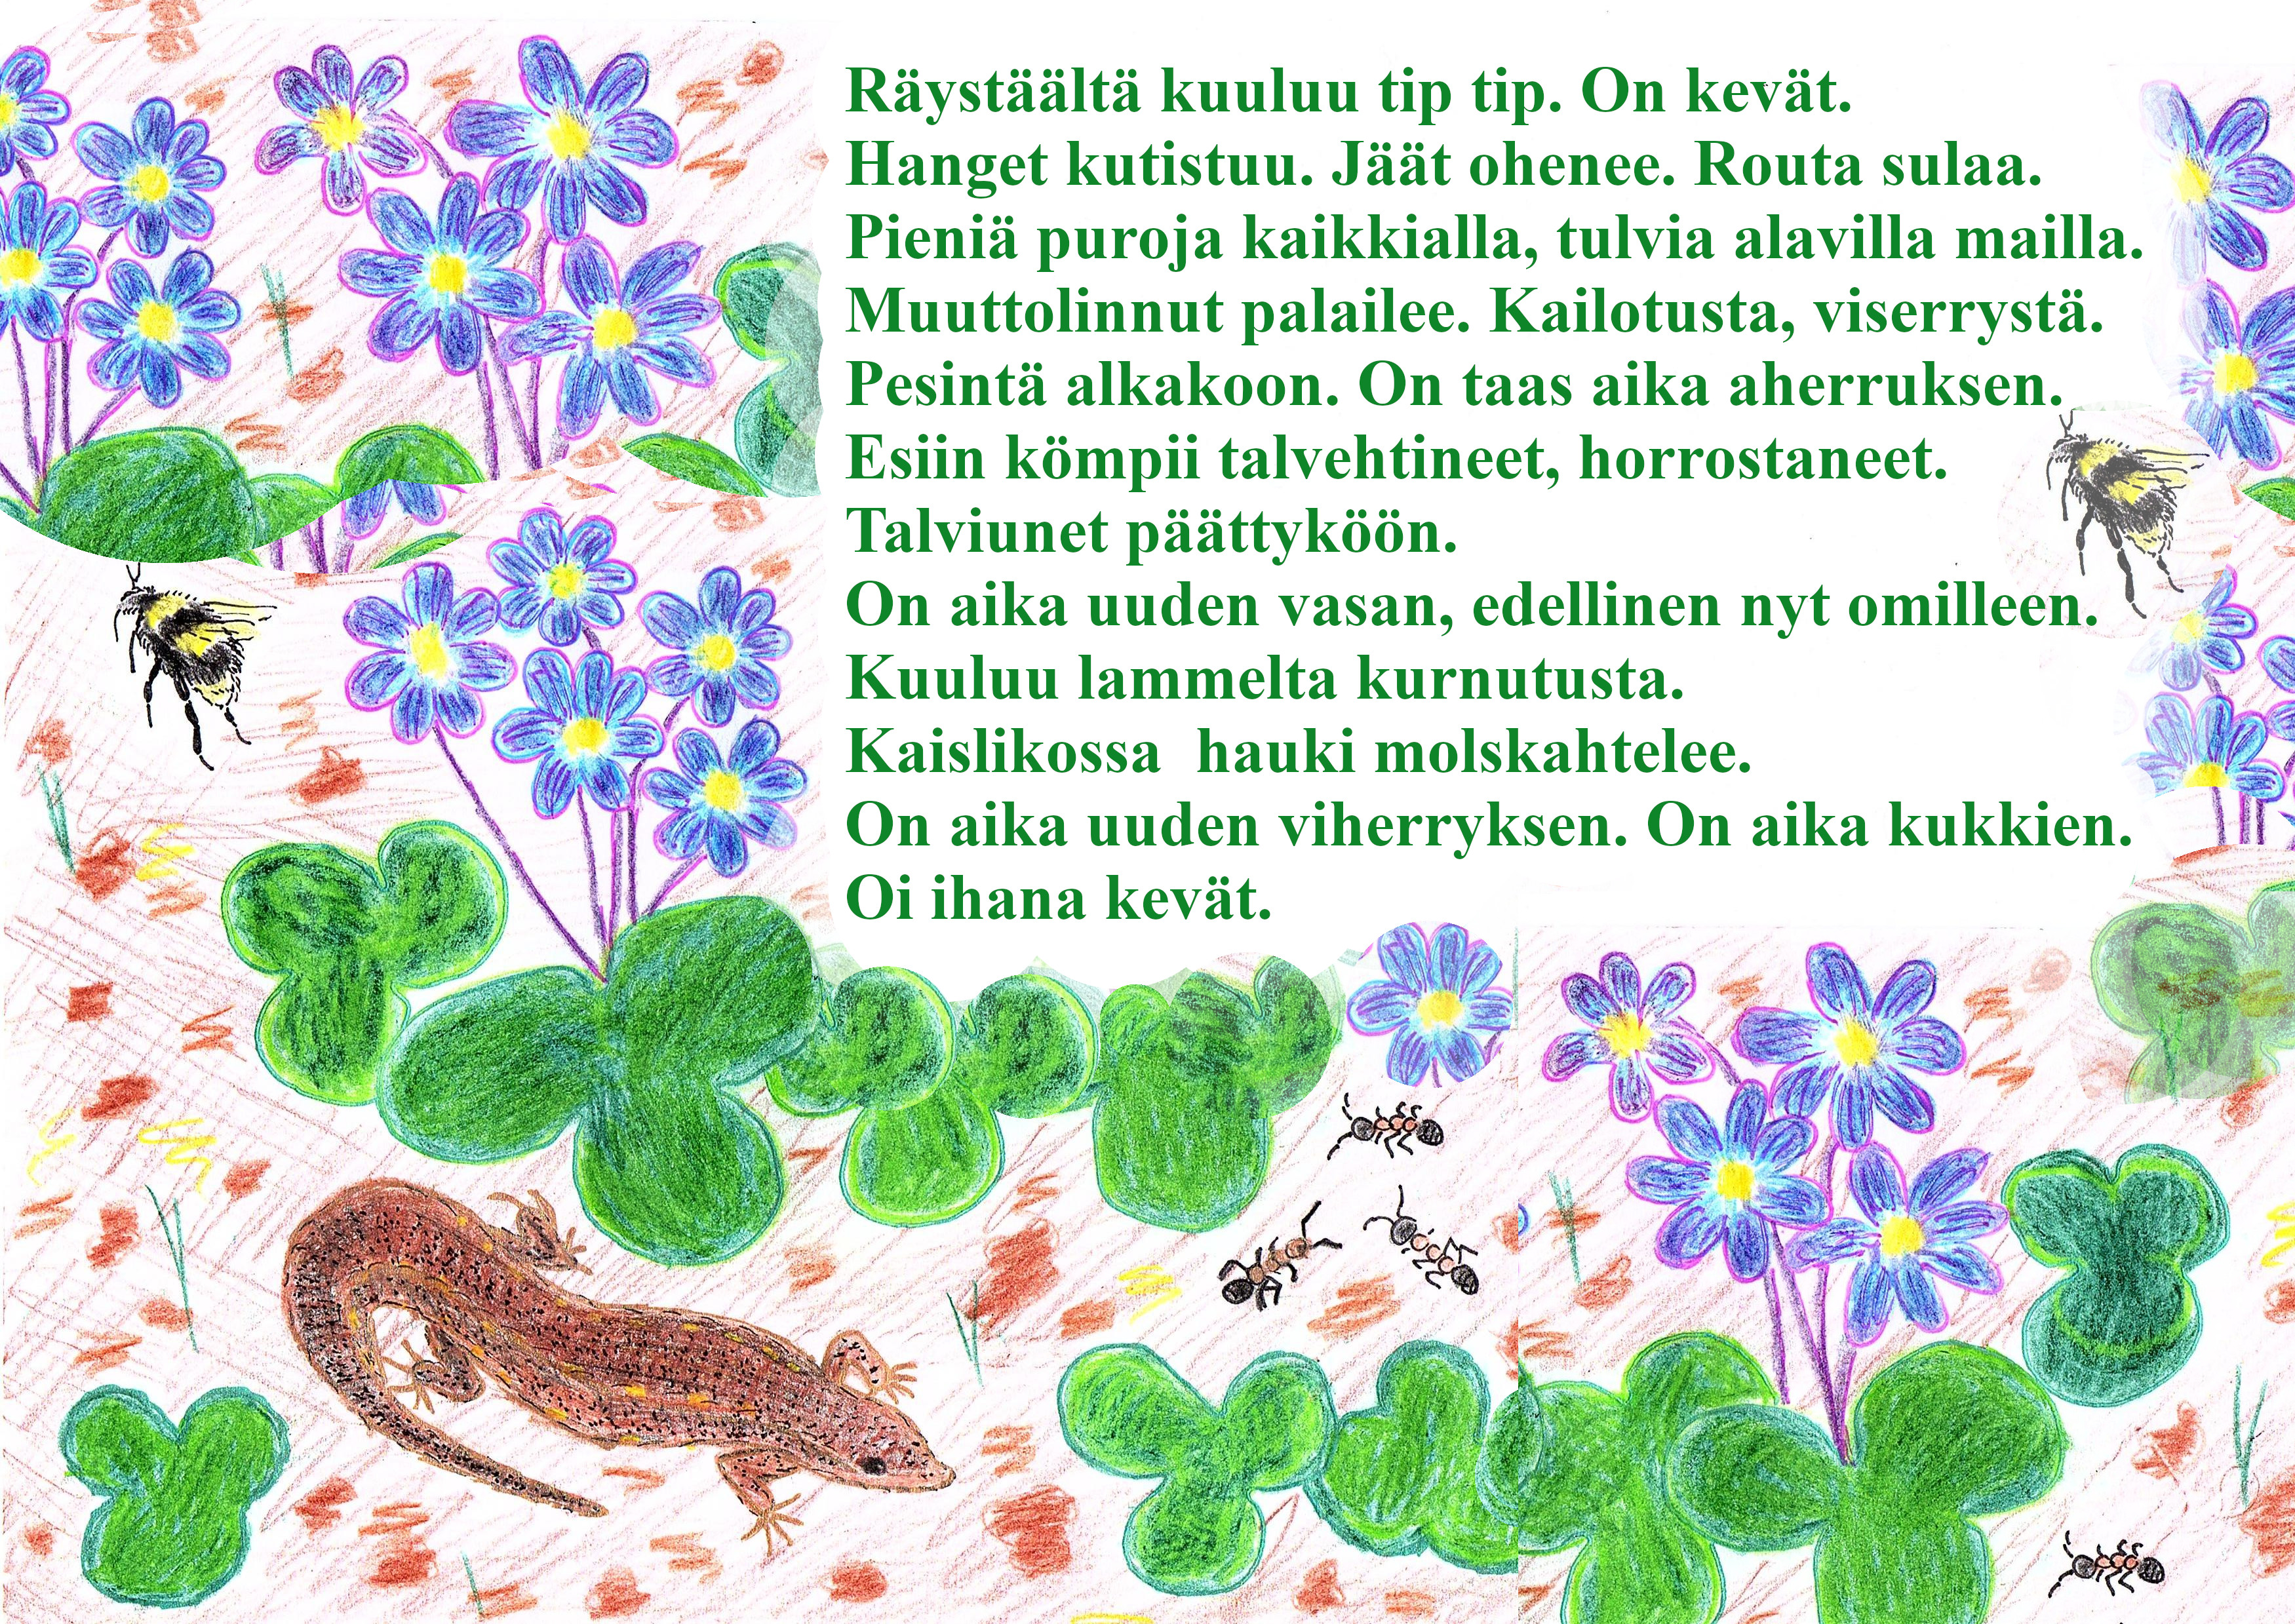 Räystäältä kuuluu tip tip. On kevät.
Hanget kutistuu. Jäät ohenee. Routa sulaa.
Pieniä puroja kaikkialla, tulvia alavilla mailla.
Muuttolinnut palailee. Kailotusta, viserrystä.
Pesintä alkakoon. On taas aika aherruksen.
Esiin kömpii talvehtineet, horrostaneet.
Talviunet päättyköön.
On aika uuden vasan, edellinen nyt omilleen.
Kuuluu lammelta kurnutusta.
Kaislikossa  hauki molskahtelee.
On aika uuden viherryksen. On aika kukkien.
Oi ihana kevät.